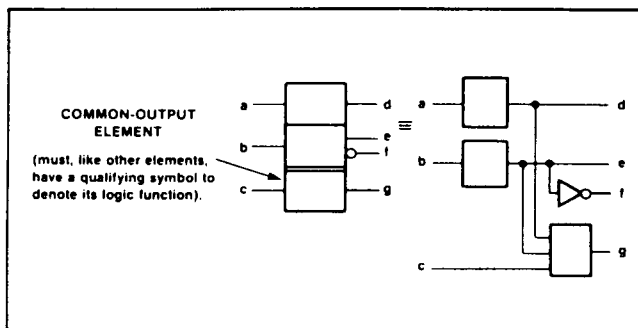 COMMON-OUTPUT
ELEMENT
(must, like other elements,
have a qualifying symbol to
denote its logic function).
a
d
b
e
f
c
g
≡
a
d
b
e
f
g
c